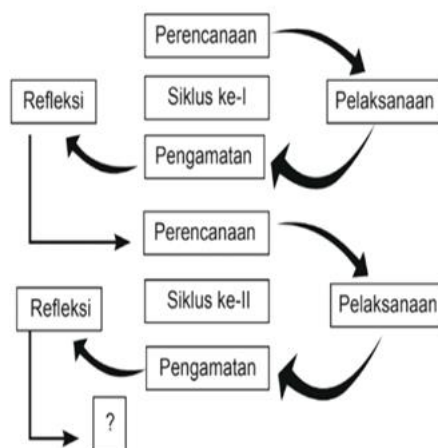 Perencanaan
Refleksi
Siklus ke-I
Pelaksanaan
Pengamatan
Perencanaan
Refleksi
Siklus ke-II
Pelaksanaan
Pengamatan
?